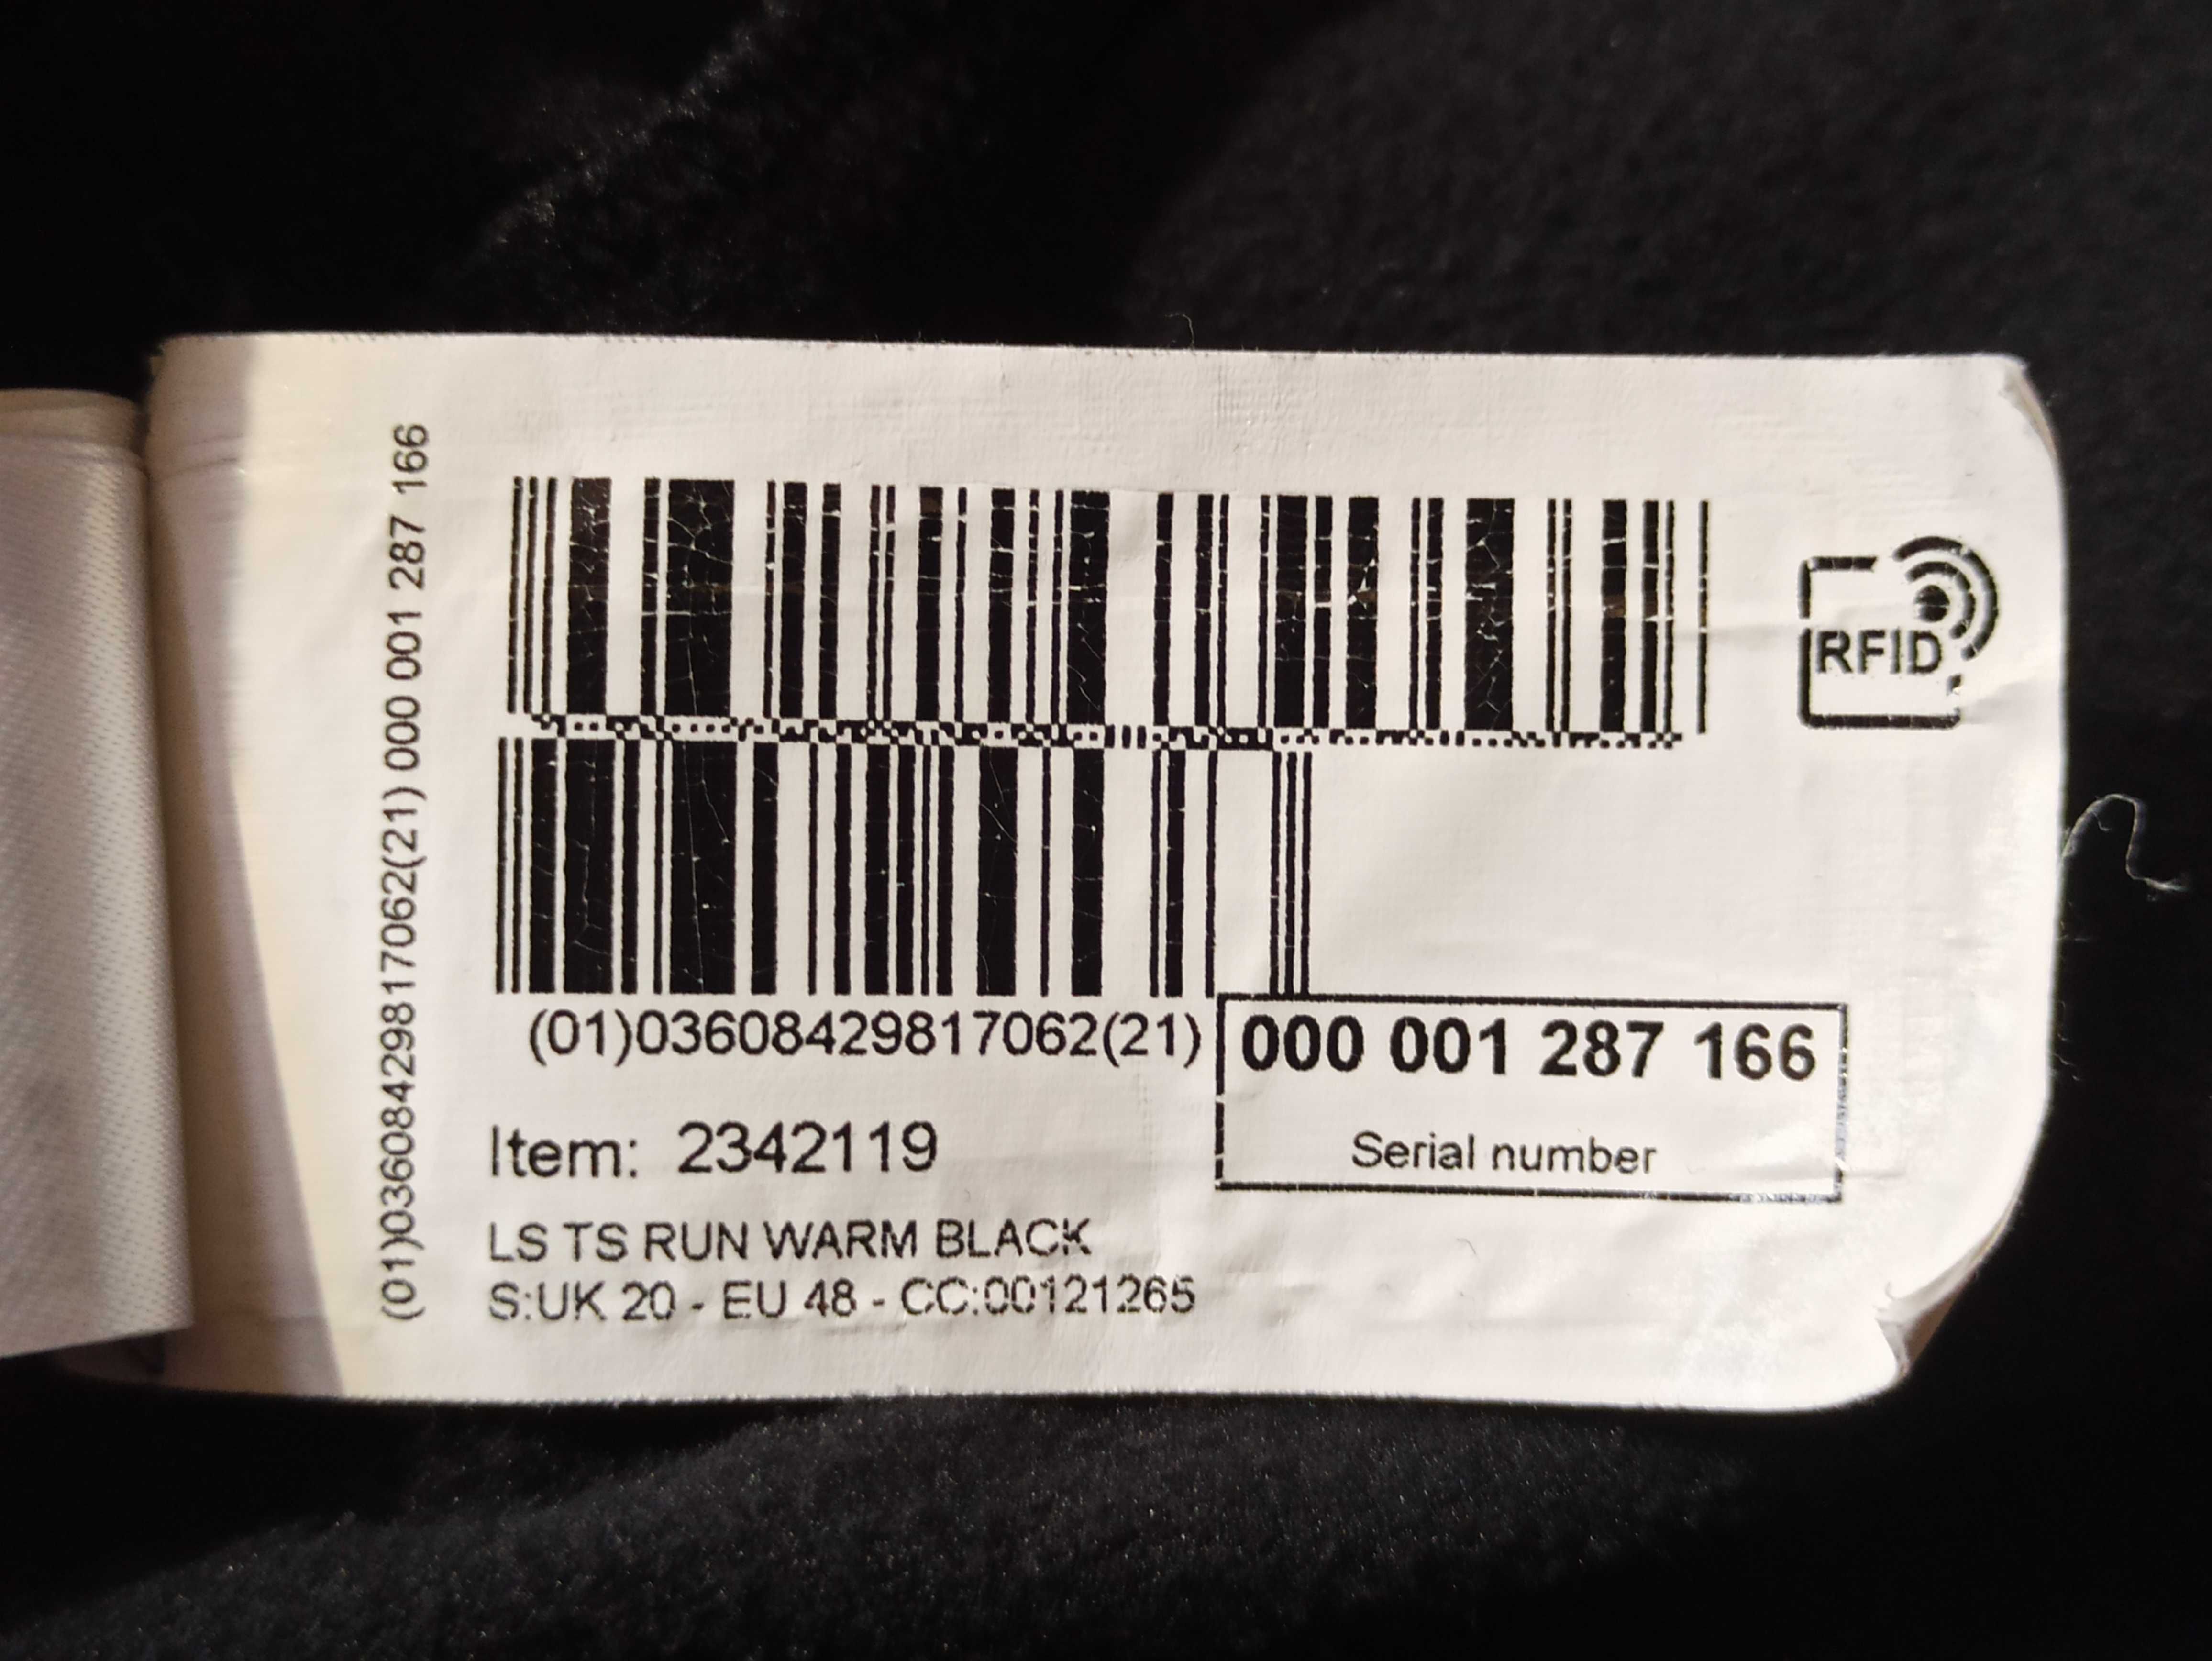 (01)03608429817062(21) 000 001 287 166
RFID
(01)03608429817062(21) 000 001 287 166
Serial number
Item: 2342119
LS TS RUN WARM BLACK
S:UK 20 - EU 48 - CC:00121265